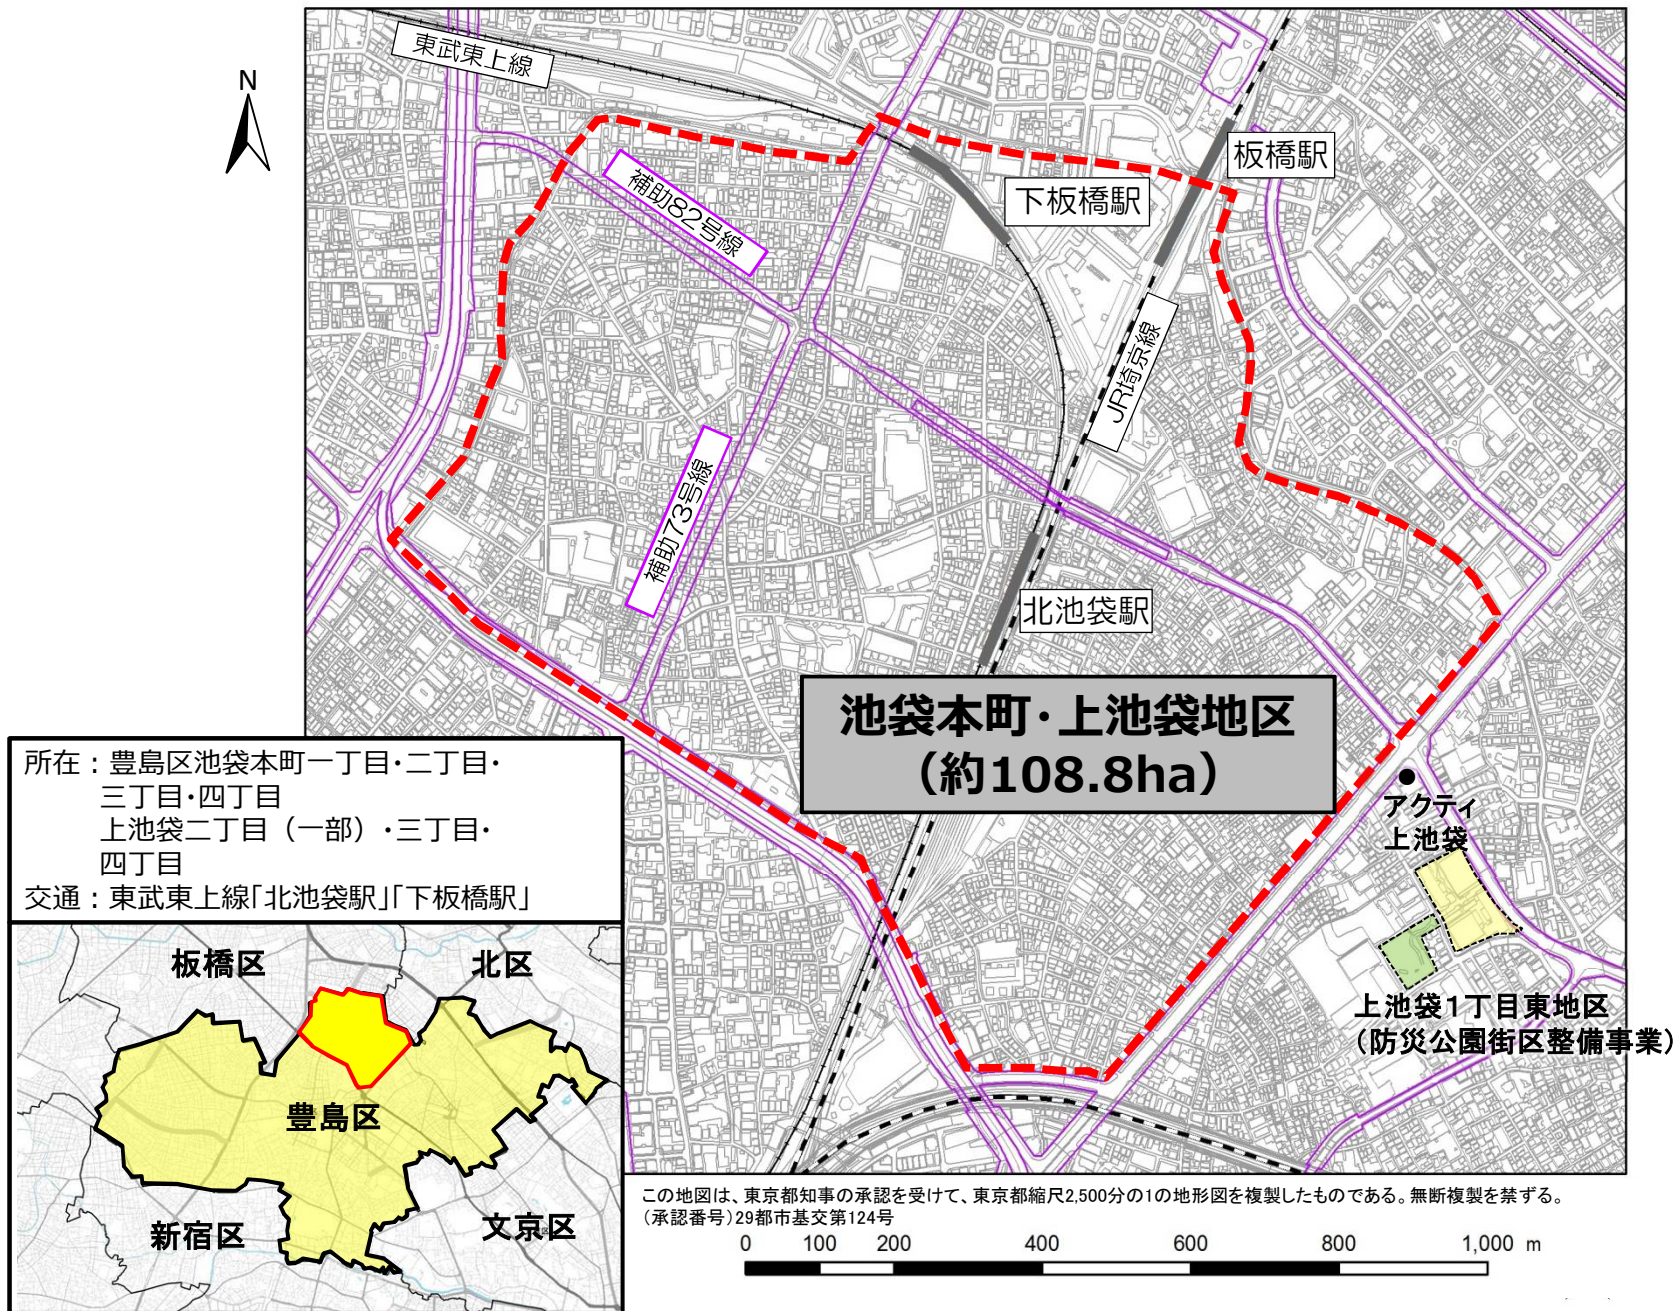 東武東上線
N
板橋駅
下板橋駅
補助82号線
JR埼京線
補助73号線
北池袋駅
池袋本町・上池袋地区
（約108.8ha）
アクティ
上池袋
上池袋1丁目東地区
（防災公園街区整備事業）
所在：豊島区池袋本町一丁目・二丁目・
三丁目・四丁目
上池袋二丁目（一部）・三丁目・
四丁目
交通：東武東上線「北池袋駅」「下板橋駅」
板橋区
北区
豊島区
新宿区
文京区
この地図は、東京都知事の承認を受けて、東京都縮尺2,500分の1の地形図を複製したものである。無断複製を禁ずる。
（承認番号）29都市基交第124号
0 100 200 400 600 800 1,000 m